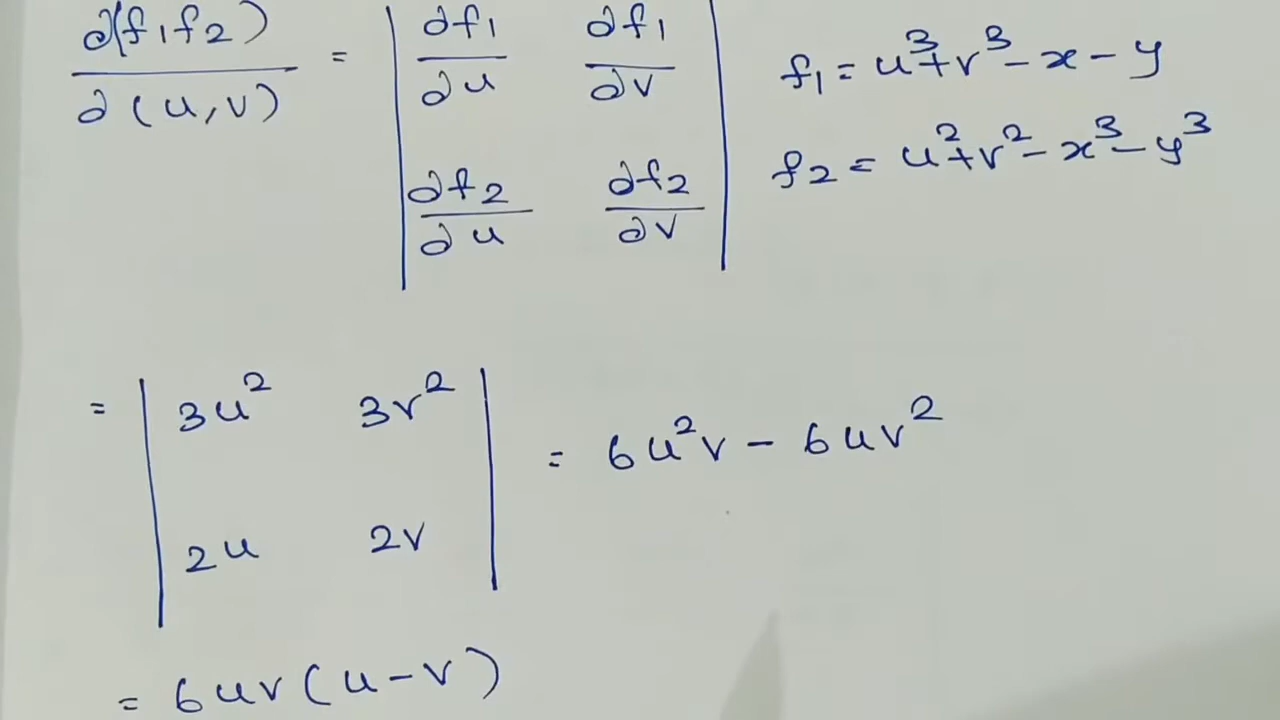 ∂(f₁f₂)/∂(u,v) = | ∂f₁/∂u ∂f₁/∂v |
| ∂f₂/∂u ∂f₂/∂v |
f₁ = u³+v³-x-y
f₂ = u²+v²-x³-y³
= | 3u² 3v² |
| 2u 2v | = 6u²v - 6uv²
= 6uv(u-v)